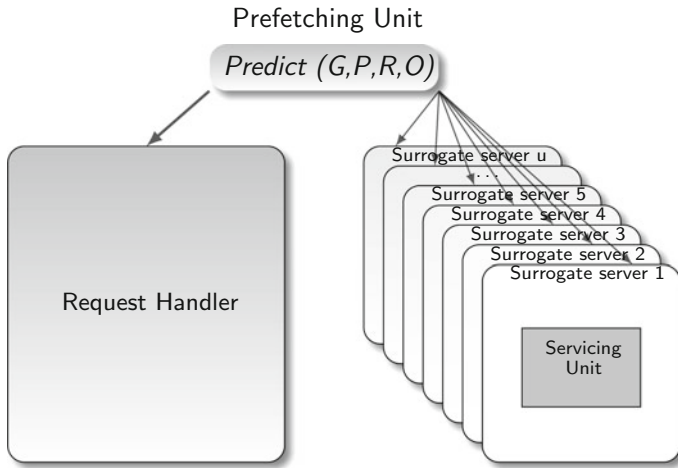 Prefetching Unit
Predict (G,P,R,O)
Surrogate server u
...
Surrogate server 5
Surrogate server 4
Surrogate server 3
Surrogate server 2
Surrogate server 1
Request Handler
Servicing
Unit